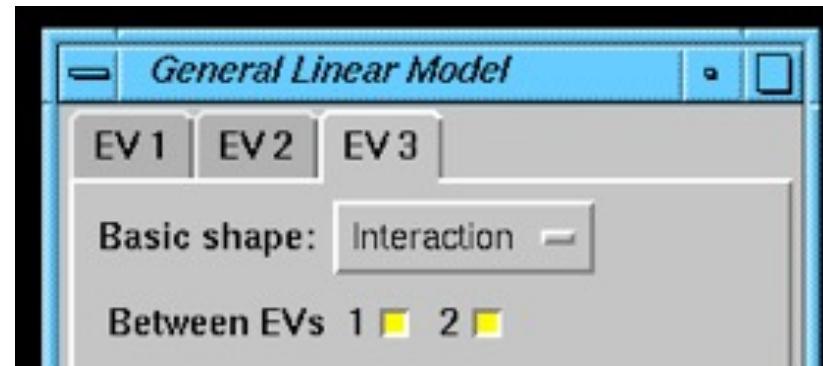 General Linear Model
EV 1 EV 2 EV 3
Basic shape: Interaction
Between EVs 1 2